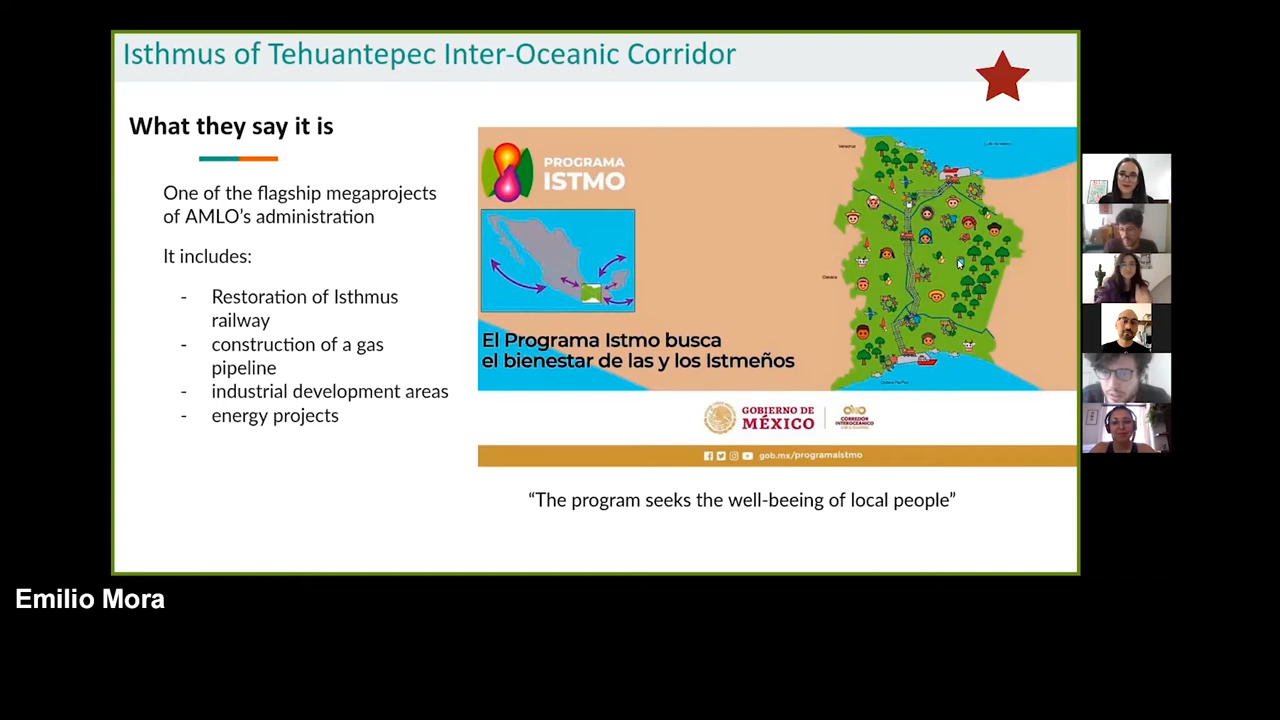 Isthmus of Tehuantepec Inter-Oceanic Corridor
What they say it is
One of the flagship megaprojects
of AMLO's administration
It includes:
- Restoration of Isthmus
railway
- construction of a gas
pipeline
- industrial development areas
- energy projects
PROGRAMA
ISTMO
Veracruz
Oaxaca
El Programa Istmo busca
el bienestar de las y los Istmeños
GOBIERNO DE
MÉXICO
CORREDOR
INTEROCEÁNICO
gob.mx/programaistmo
“The program seeks the well-beeing of local people”
Emilio Mora